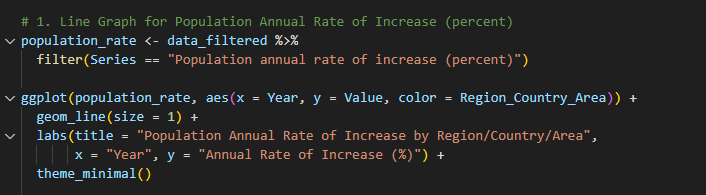 # 1. Line Graph for Population Annual Rate of Increase (percent)
population_rate <- data_filtered %>%
  filter(Series == "Population annual rate of increase (percent)")

ggplot(population_rate, aes(x = Year, y = Value, color = Region_Country_Area)) +
  geom_line(size = 1) +
  labs(title = "Population Annual Rate of Increase by Region/Country/Area",
       x = "Year", y = "Annual Rate of Increase (%)") +
  theme_minimal()